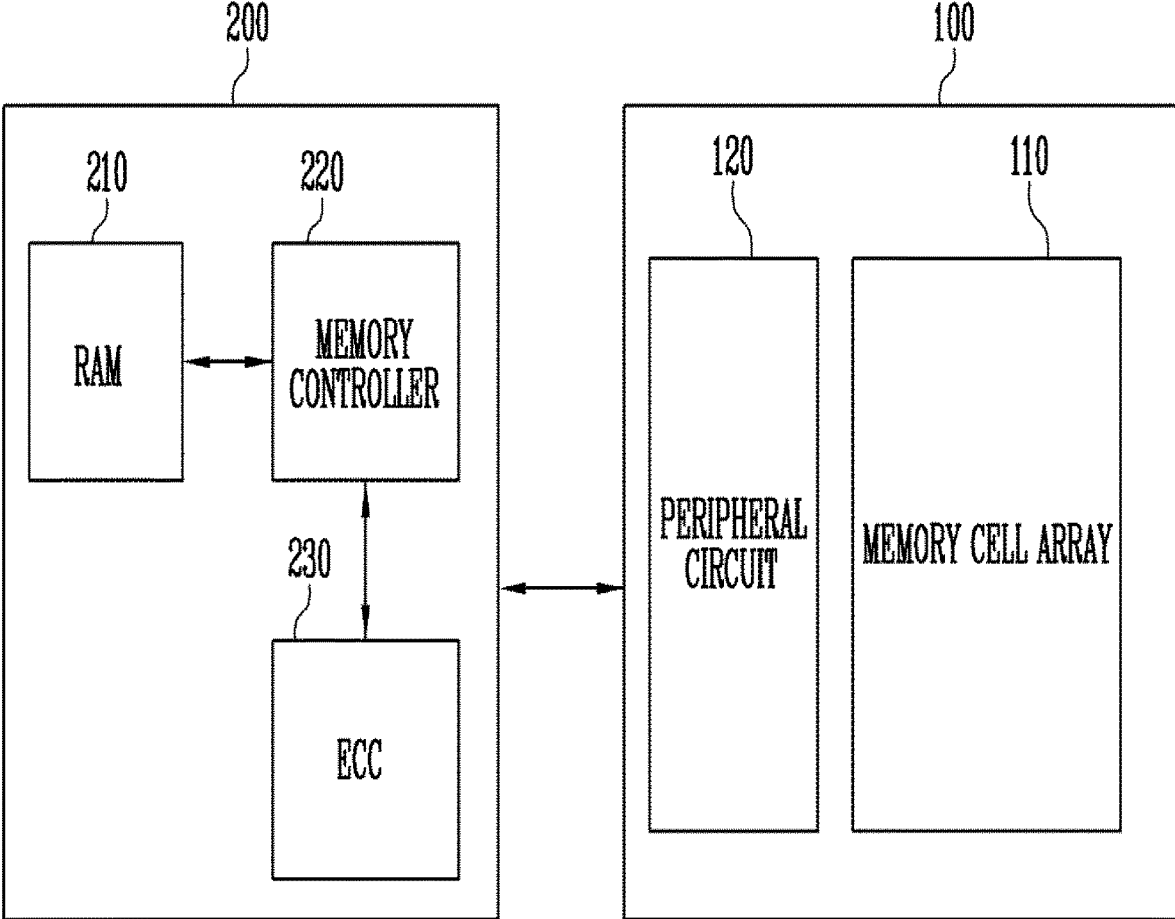 200
100
210
220
120
110
RAM
MEMORY
CONTROLLER
PERIPHERAL
CIRCUIT
MEMORY CELL ARRAY
230
ECC